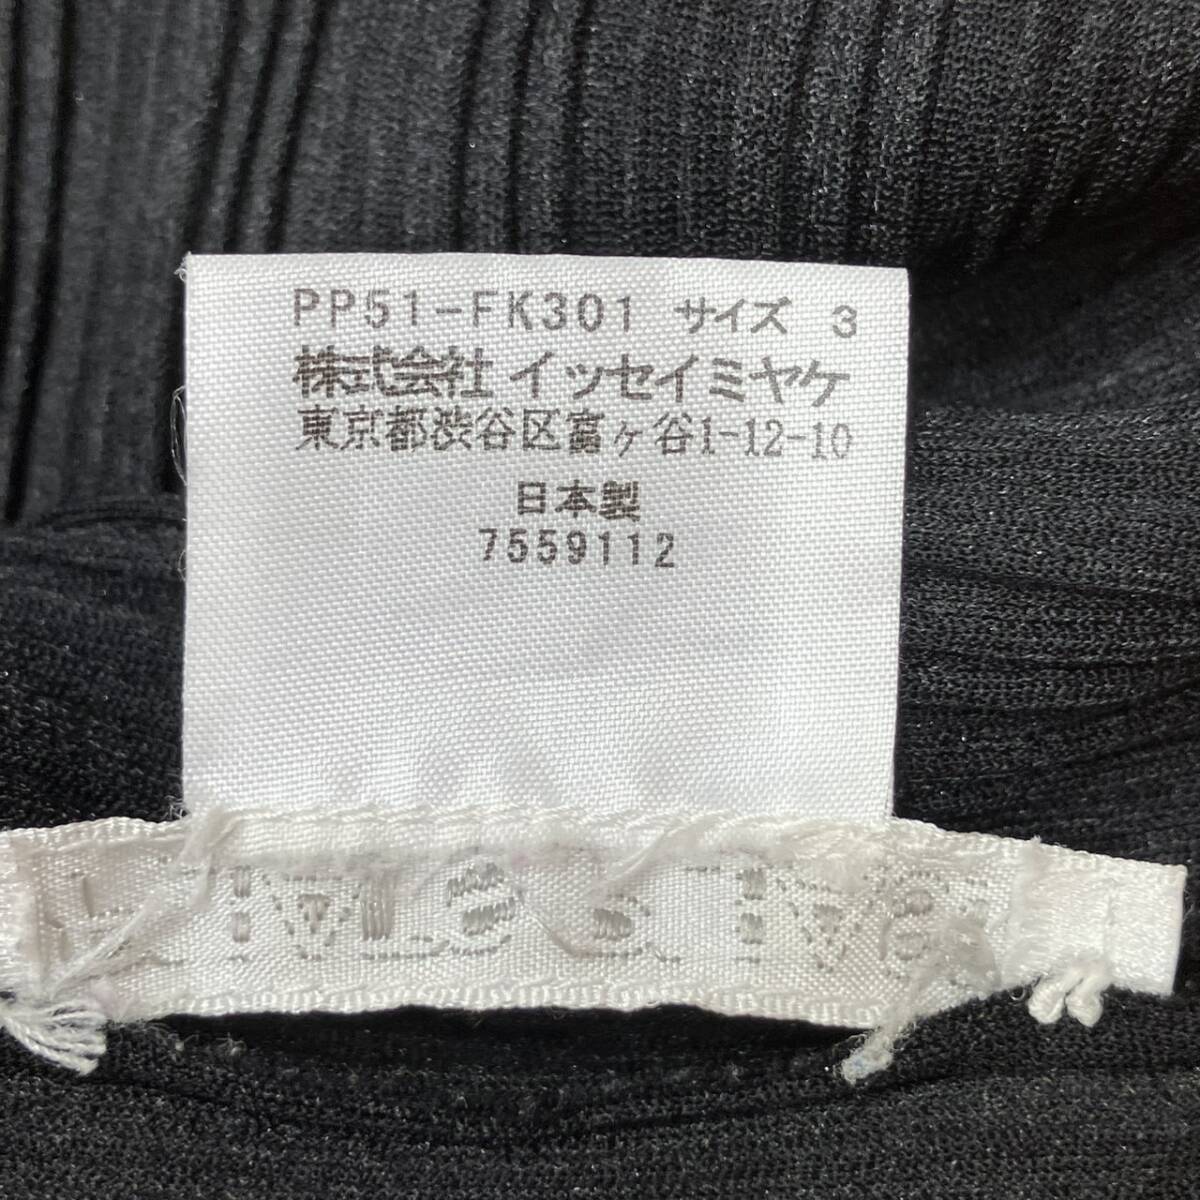 PP51-FK301 サイズ 3
株式会社 イッセイミヤケ
東京都渋谷区富ヶ谷1-12-10
日本製
7559112